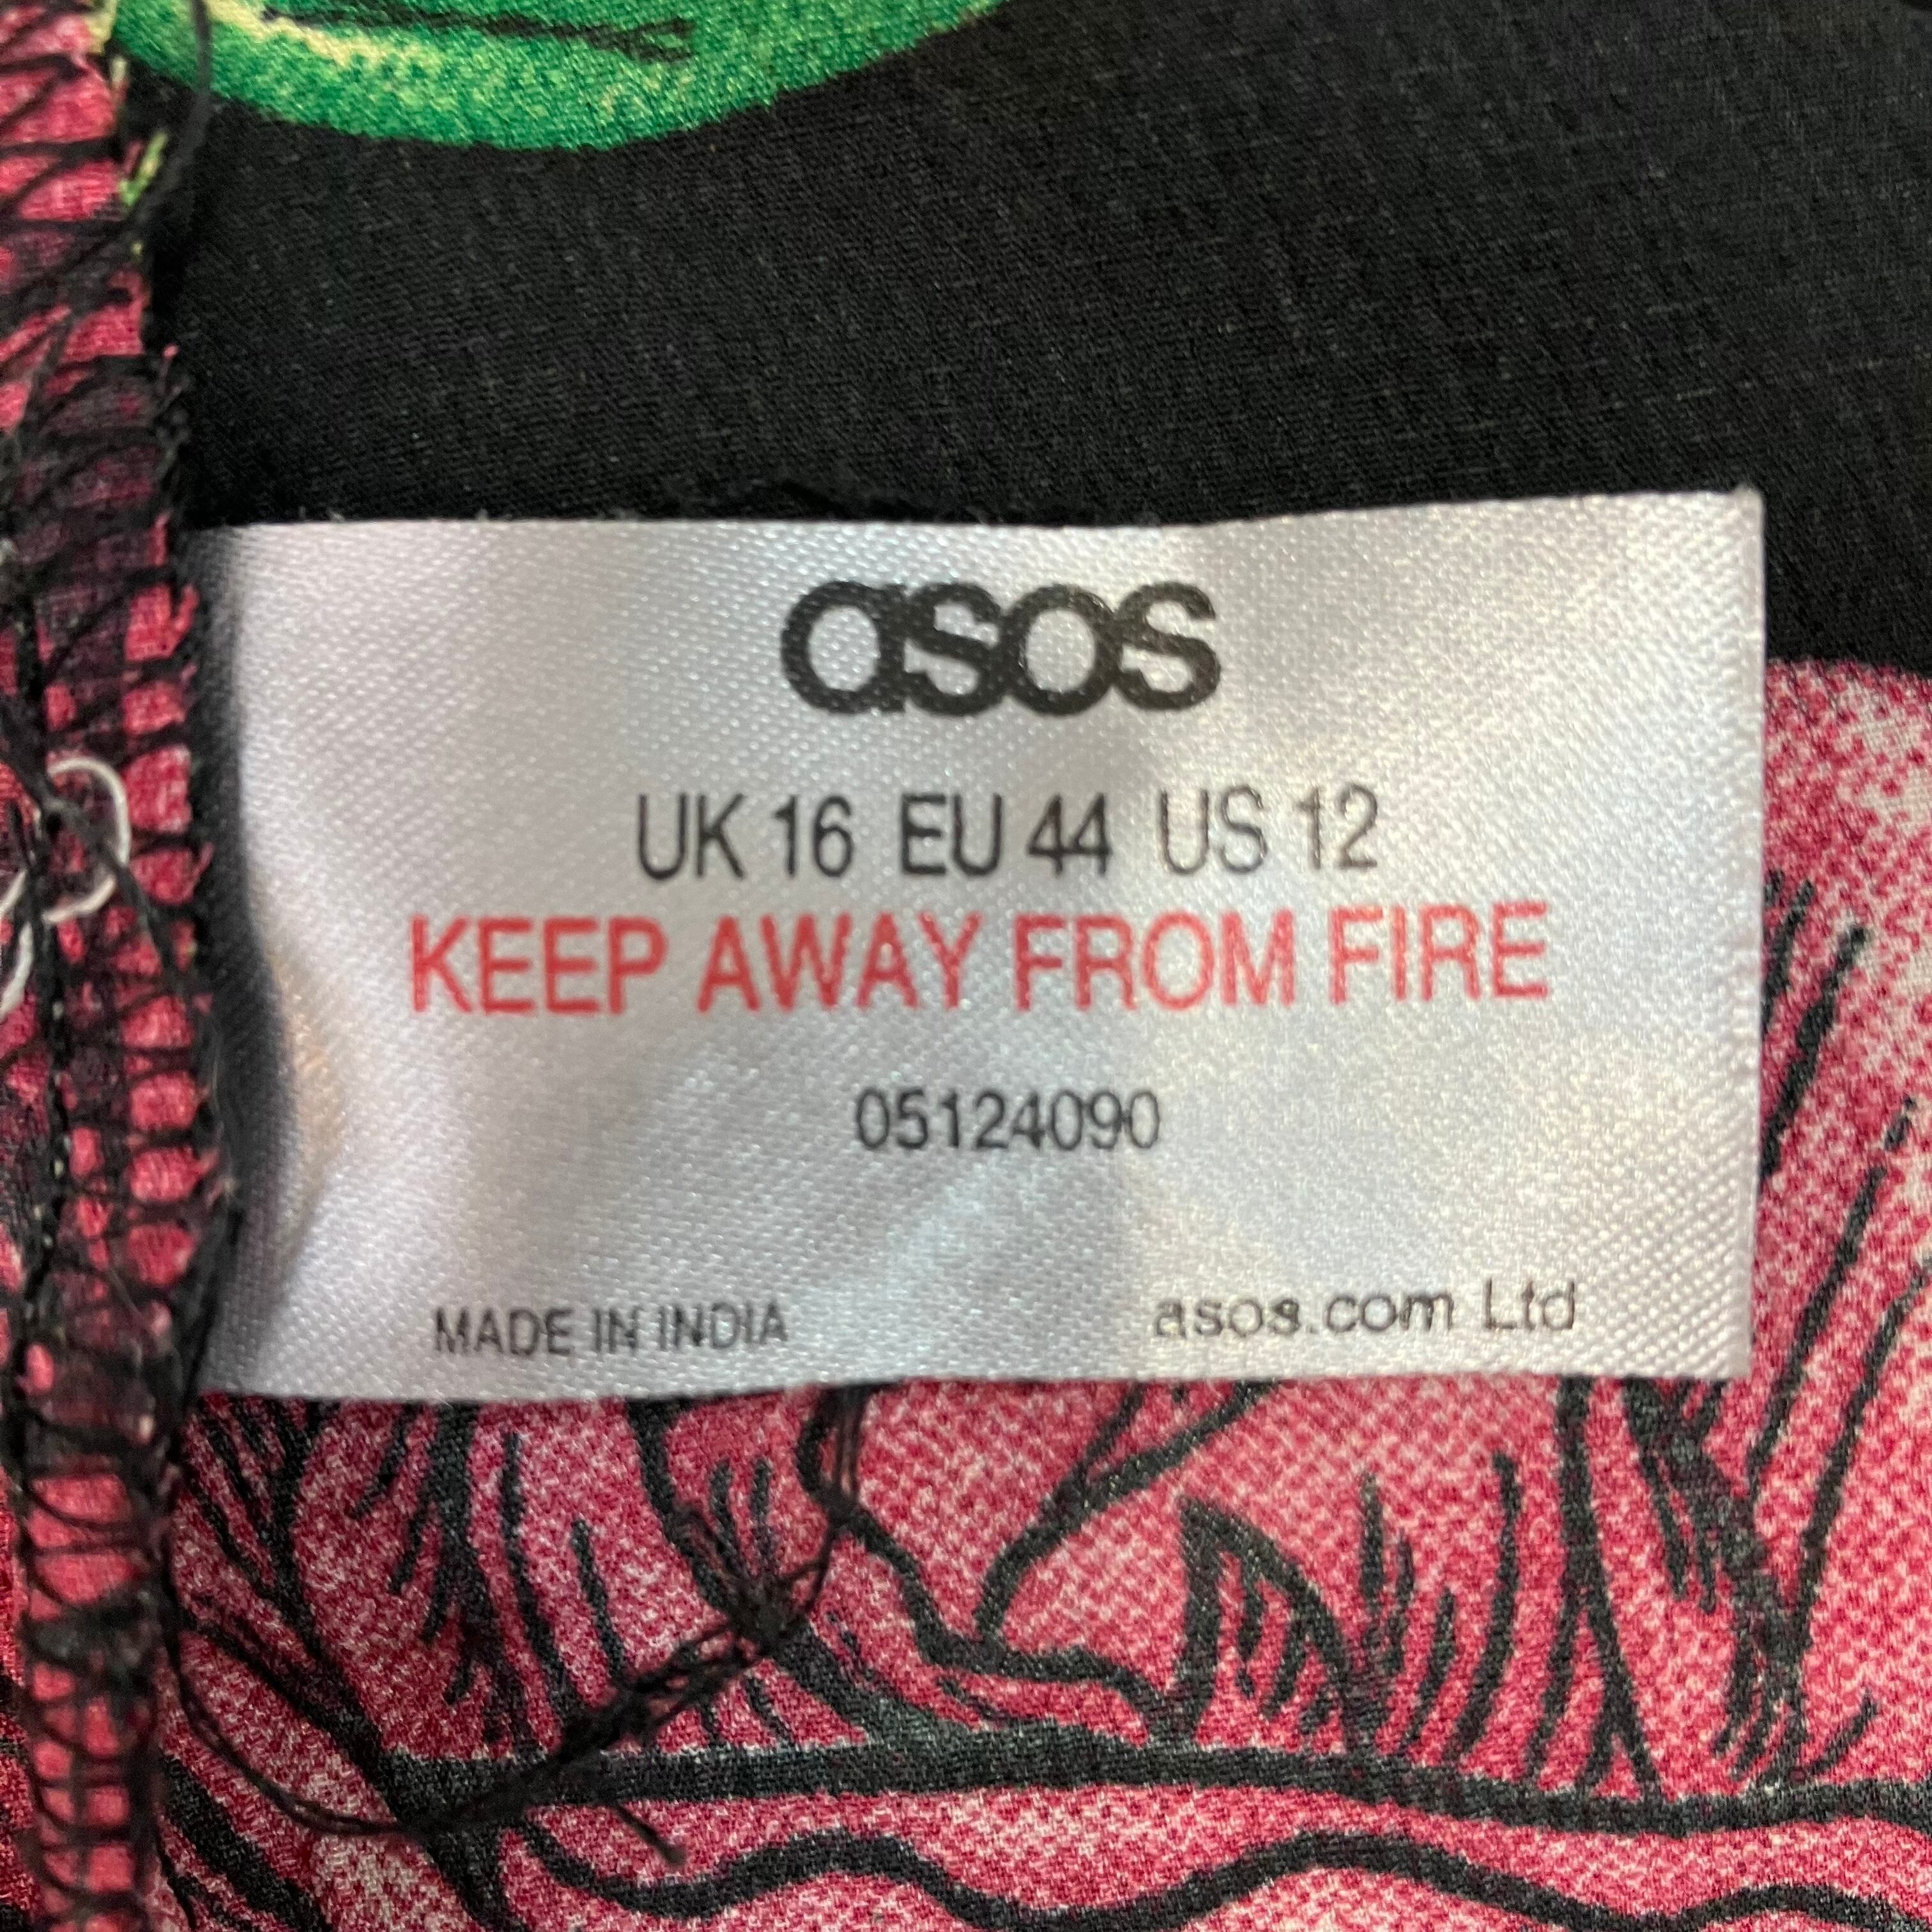 asos
UK 16 EU 44 US 12
KEEP AWAY FROM FIRE
05124090
MADE IN INDIA asos.com Ltd